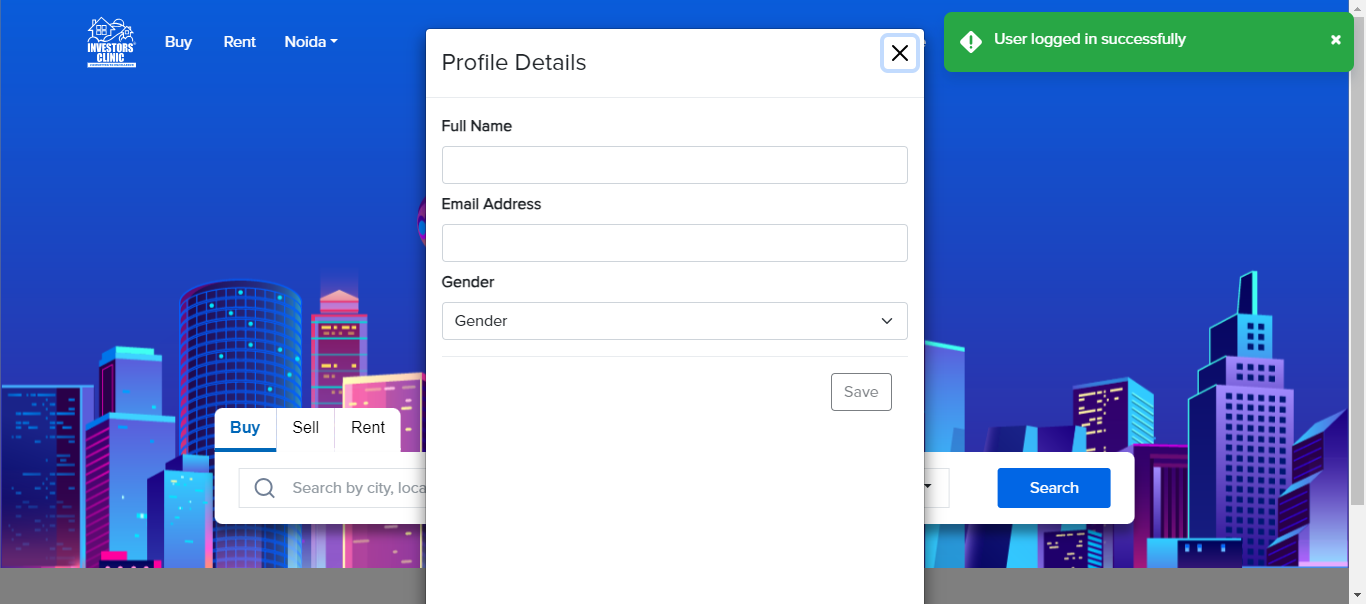 INVESTORS'
CLINIC
Buy
Rent
Noida
Profile Details
User logged in successfully
Full Name
Email Address
Gender
Gender
Save
Buy
Sell
Rent
Search by city, loca
Search